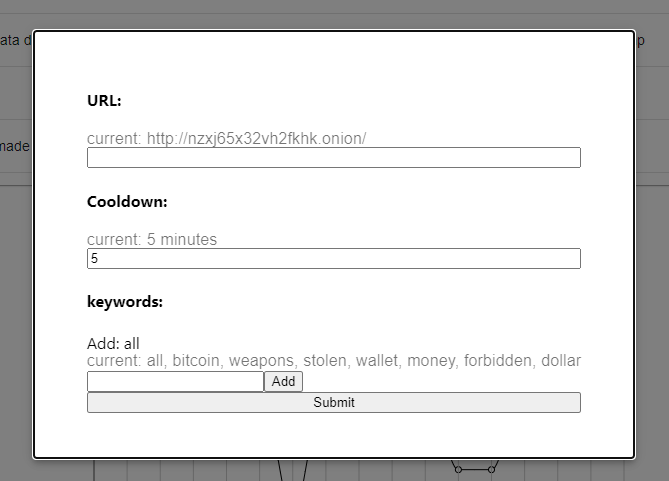 ata d
p
made
URL:
current: http://nzxj65x32vh2fkhk.onion/
Cooldown:
current: 5 minutes
5
keywords:
Add: all
current: all, bitcoin, weapons, stolen, wallet, money, forbidden, dollar
Add
Submit